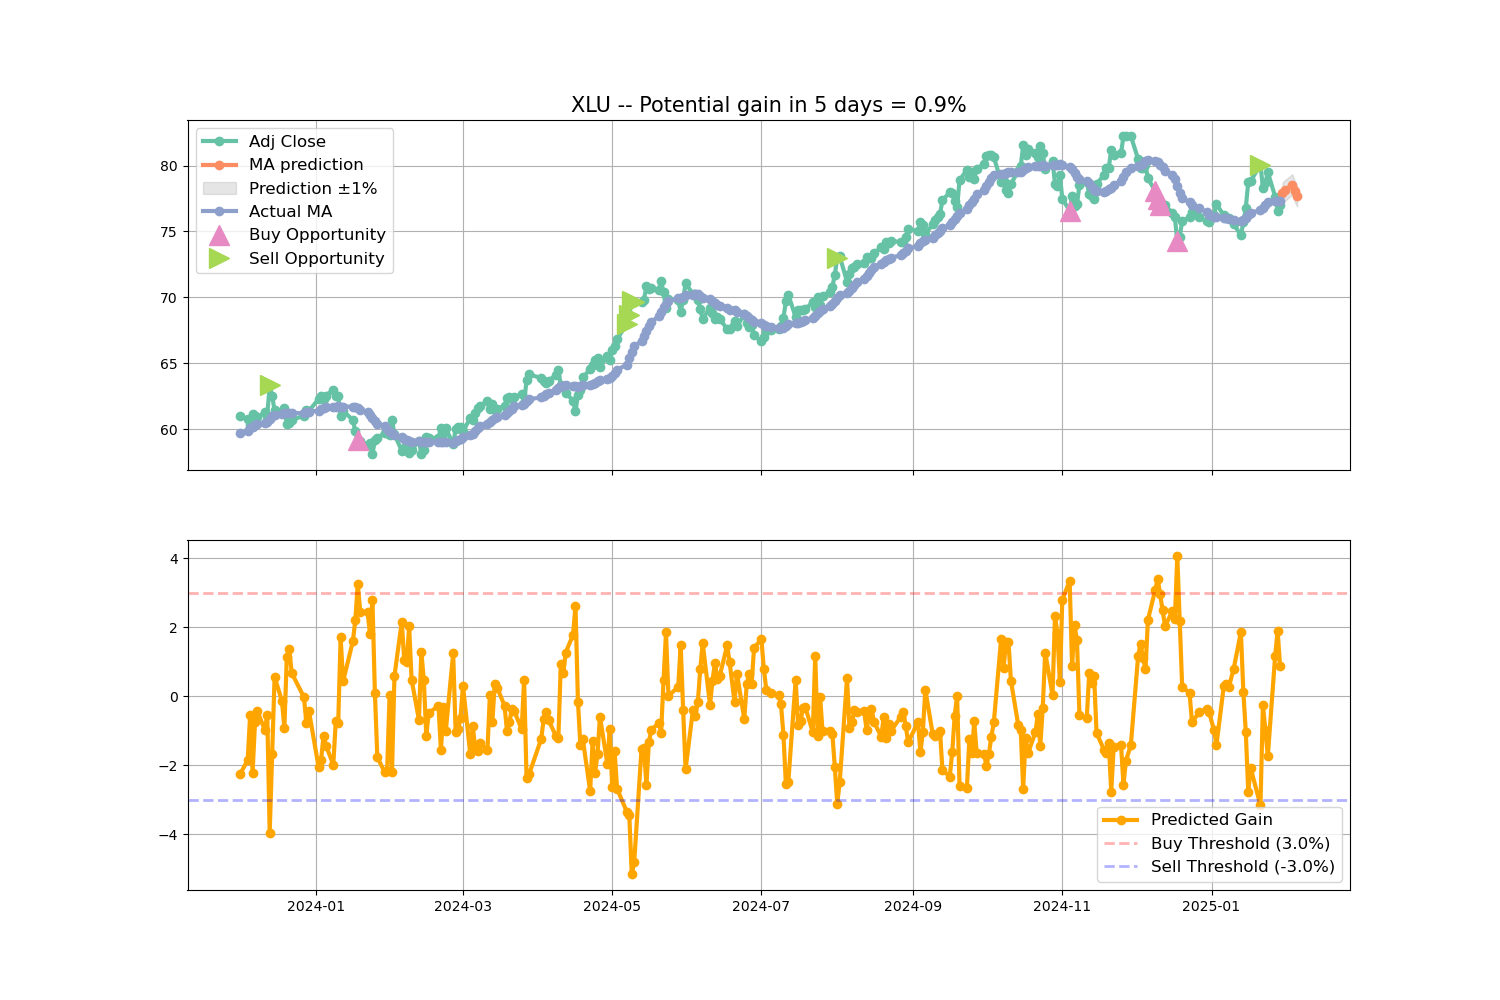 XLU -- Potential gain in 5 days = 0.9%
Adj Close
MA prediction
Prediction ±1%
Actual MA
Buy Opportunity
Sell Opportunity
80
75
70
65
60
4
2
0
−2
−4
Predicted Gain
Buy Threshold (3.0%)
Sell Threshold (-3.0%)
2024-01
2024-03
2024-05
2024-07
2024-09
2024-11
2025-01